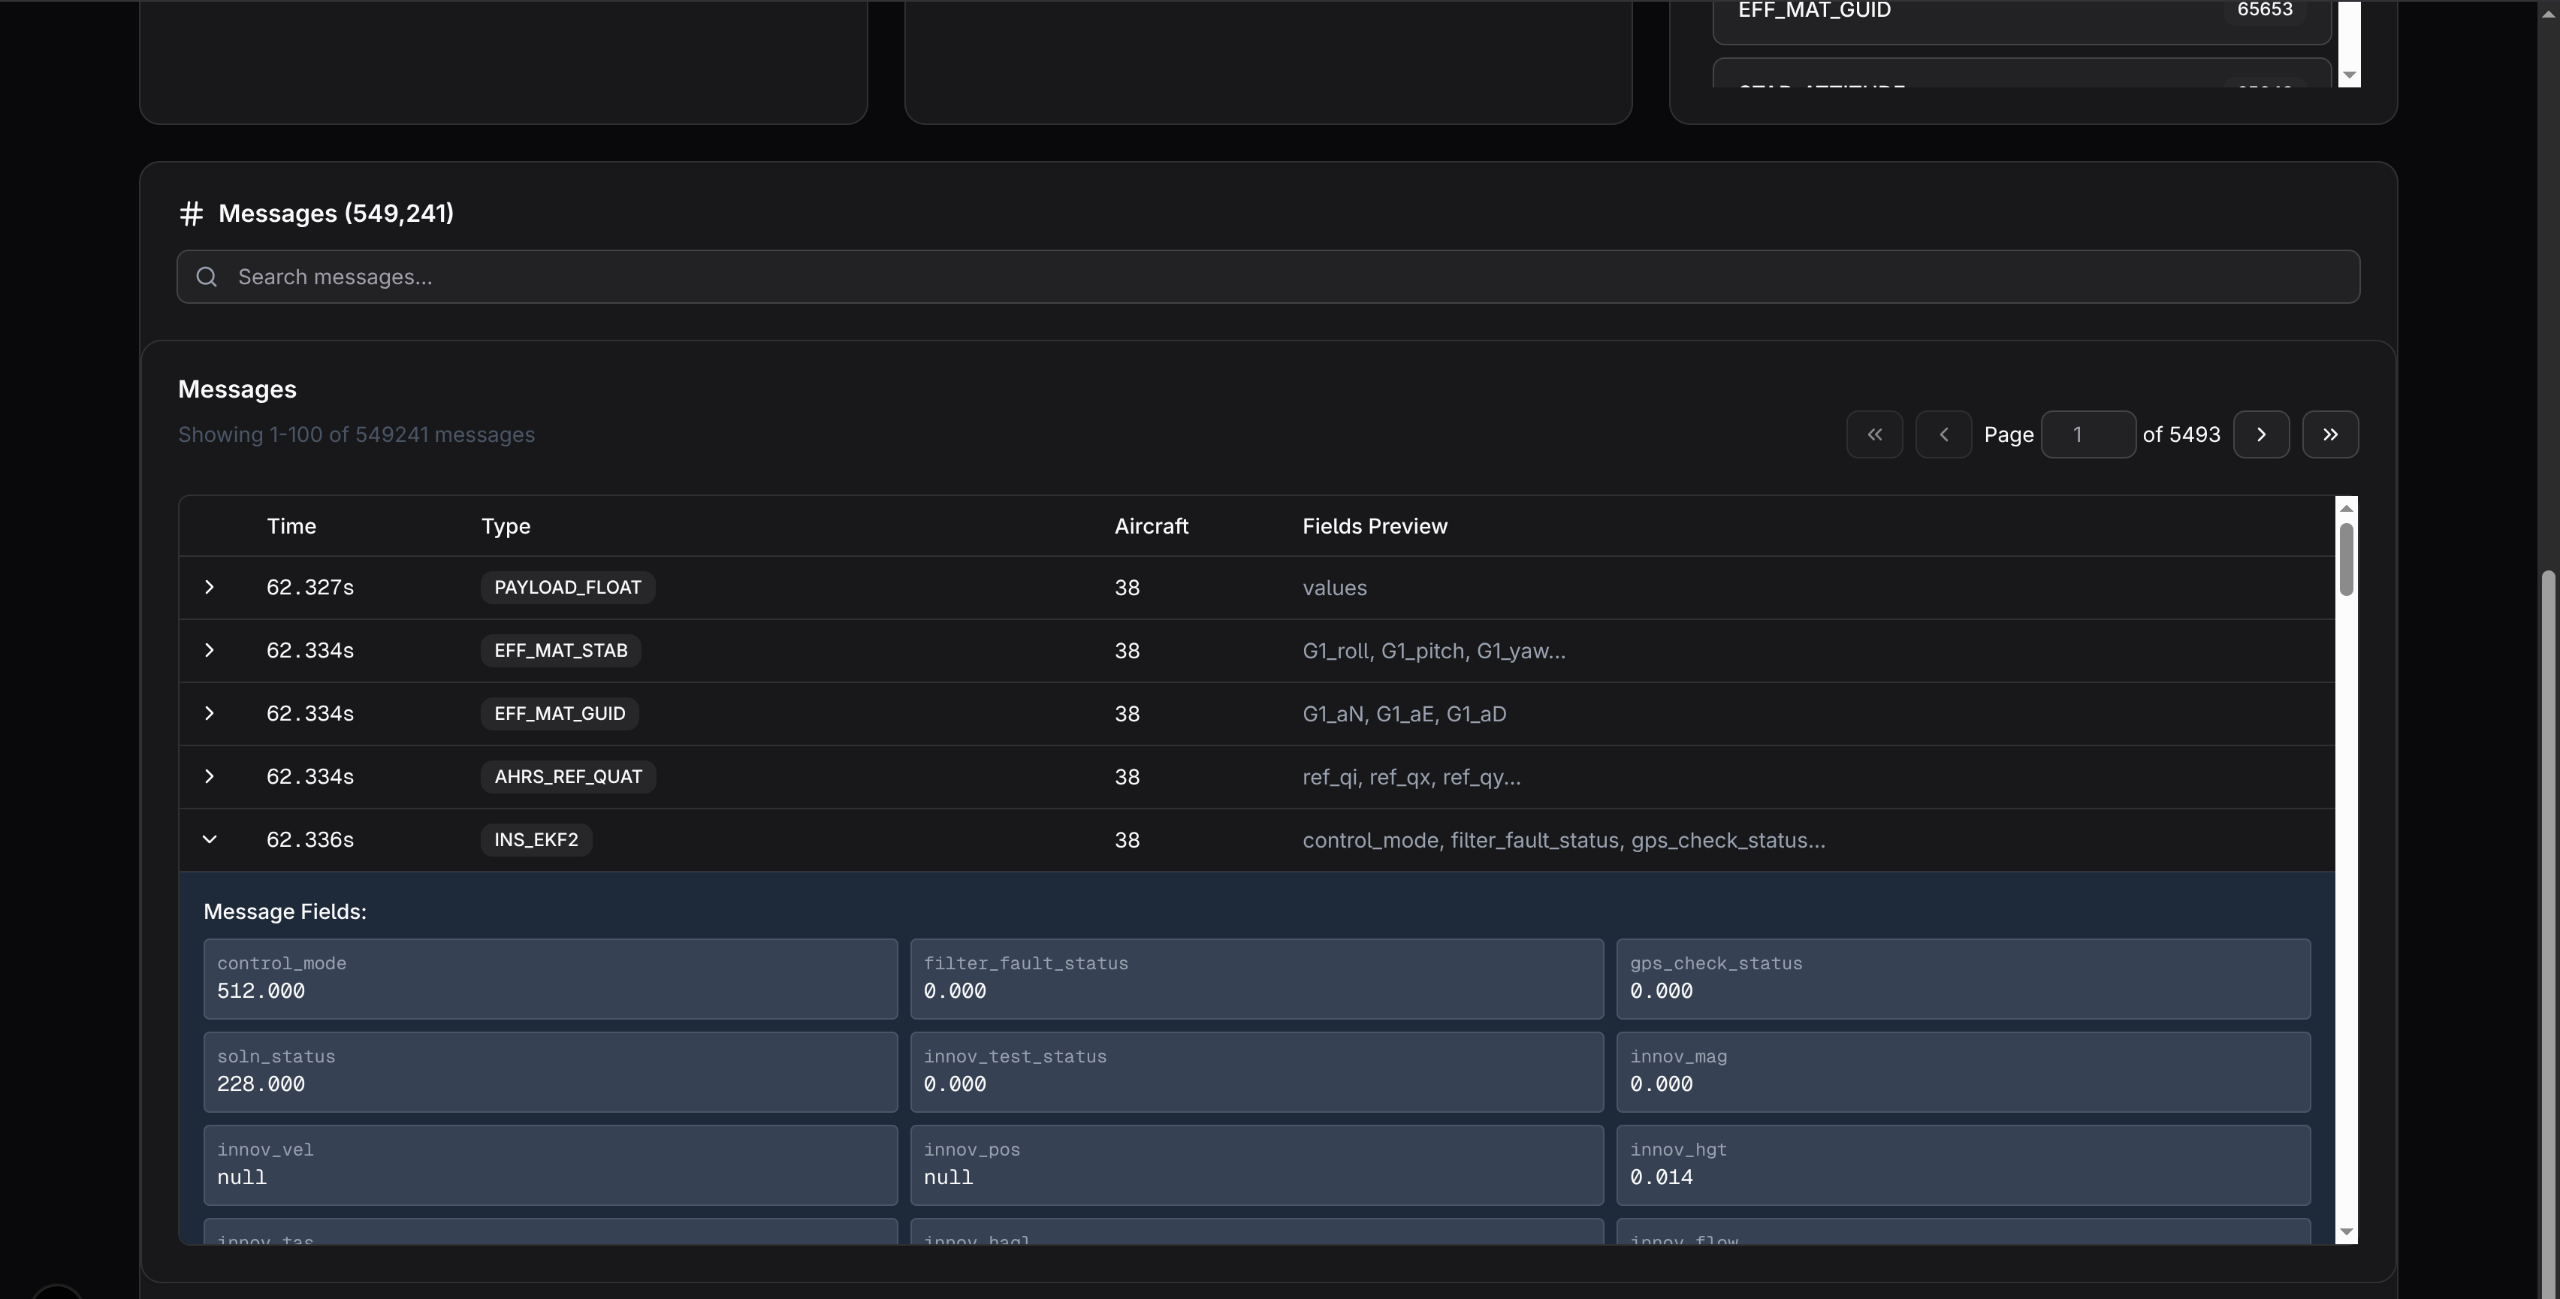 EFF_MAT_GUID 65653
STAB_ATTITUDE
Messages (549,241)
Search messages...
Messages
Showing 1-100 of 549241 messages
Page 1 of 5493
Time Type Aircraft Fields Preview
62.327s PAYLOAD_FLOAT 38 values
62.334s EFF_MAT_STAB 38 G1_roll, G1_pitch, G1_yaw...
62.334s EFF_MAT_GUID 38 G1_aN, G1_aE, G1_aD
62.334s AHRS_REF_QUAT 38 ref_qi, ref_qx, ref_qy...
62.336s INS_EKF2 38 control_mode, filter_fault_status, gps_check_status...
Message Fields:
control_mode filter_fault_status gps_check_status
512.000 0.000 0.000
soln_status innov_test_status innov_mag
228.000 0.000 0.000
innov_vel innov_pos innov_hgt
null null 0.014
innov_tas innov_hagl innov_flow